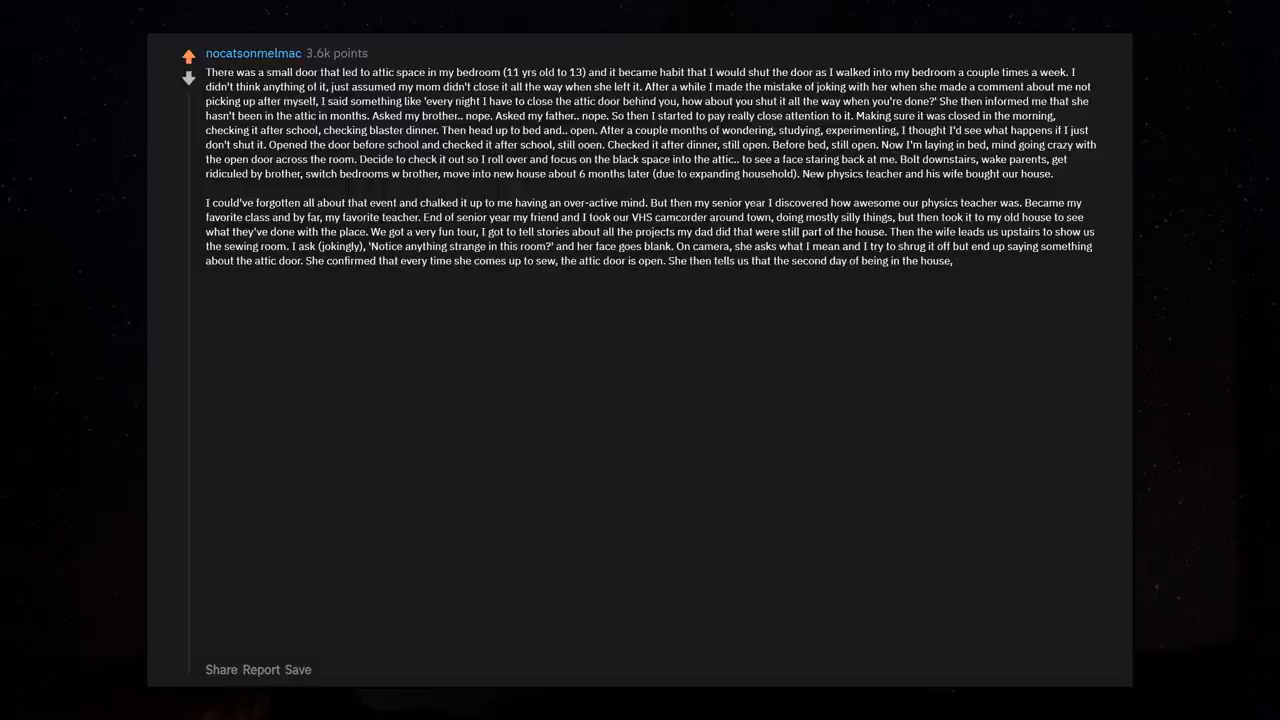 nocatsonmelmac 3.6k points
There was a small door that led to attic space in my bedroom (11 yrs old to 13) and it became habit that I would shut the door as I walked into my bedroom a couple times a week. I
didn't think anything of it, just assumed my mom didn't close it all the way when she left it. After a while I made the mistake of joking with her when she made a comment about me not
picking up after myself, I said something like 'every night I have to close the attic door behind you, how about you shut it all the way when you're done?' She then informed me that she
hasn't been in the attic in months. Asked my brother.. nope. Asked my father.. nope. So then I started to pay really close attention to it. Making sure it was closed in the morning,
checking it after school, checking blaster dinner. Then head up to bed and.. open. After a couple months of wondering, studying, experimenting, I thought I'd see what happens if I just
don't shut it. Opened the door before school and checked it after school, still ooen. Checked it after dinner, still open. Before bed, still open. Now I'm laying in bed, mind going crazy with
the open door across the room. Decide to check it out so I roll over and focus on the black space into the attic.. to see a face staring back at me. Bolt downstairs, wake parents, get
ridiculed by brother, switch bedrooms w brother, move into new house about 6 months later (due to expanding household). New physics teacher and his wife bought our house.
I could've forgotten all about that event and chalked it up to me having an over-active mind. But then my senior year I discovered how awesome our physics teacher was. Became my
favorite class and by far, my favorite teacher. End of senior year my friend and I took our VHS camcorder around town, doing mostly silly things, but then took it to my old house to see
what they've done with the place. We got a very fun tour, I got to tell stories about all the projects my dad did that were still part of the house. Then the wife leads us upstairs to show us
the sewing room. I ask (jokingly), 'Notice anything strange in this room?' and her face goes blank. On camera, she asks what I mean and I try to shrug it off but end up saying something
about the attic door. She confirmed that every time she comes up to sew, the attic door is open. She then tells us that the second day of being in the house,
Share Report Save